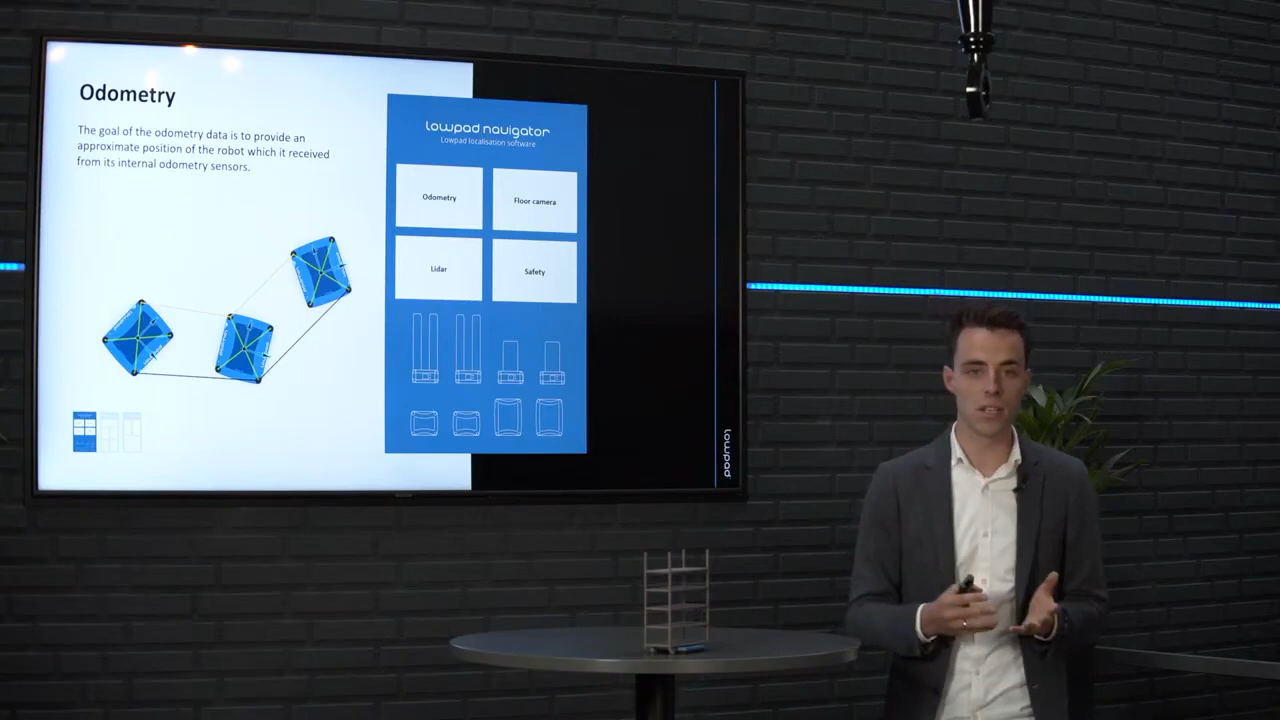 Odometry
The goal of the odometry data is to provide an
approximate position of the robot which it received
from its internal odometry sensors.
lowpad navigator
Lowpad localisation software
Odometry
Floor camera
Lidar
Safety
lowpad